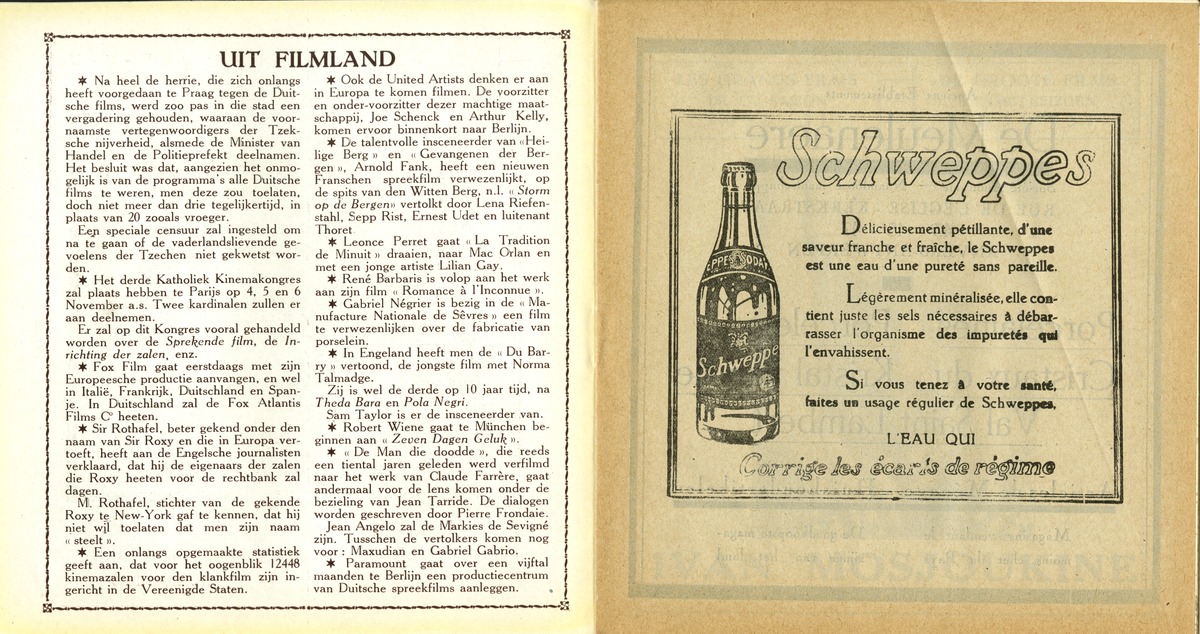 UIT FILMLAND
✶ Na heel de herrie, die zich onlangs
heeft voorgedaan te Praag tegen de Duit-
sche films, werd zoo pas in die stad een
vergadering gehouden, waaraan de voor-
naamste vertegenwoordigers der Tzek-
sche nijverheid, alsmede de Minister van
Handel en de Politieprefekt deelnamen.
Het besluit was dat, aangezien het onmo-
gelijk is van de programma's alle Duitsche
films te weren, men deze zou toelaten,
doch niet meer dan drie tegelijkertijd, in
plaats van 20 zooals vroeger.
Een speciale censuur zal ingesteld om
na te gaan of de vaderlandslievende ge-
voelens der Tzechen niet gekwetst wor-
den.
✶ Het derde Katholiek Kinemakongres
zal plaats hebben te Parijs op 4, 5 en 6
November a.s. Twee kardinalen zullen er
aan deelnemen.
Er zal op dit Kongres vooral gehandeld
worden over de Sprekende film, de In-
richting der zalen, enz.
✶ Fox Film gaat eerstdaags met zijn
Europeesche productie aanvangen, en wel
in Italië, Frankrijk, Duitschland en Span-
je. In Duitschland zal de Fox Atlantis
Films Cº heeten.
✶ Sir Rothafel, beter gekend onder den
naam van Sir Roxy en die in Europa ver-
toeft, heeft aan de Engelsche journalisten
verklaard, dat hij de eigenaars der zalen
die Roxy heeten voor de rechtbank zal
dagen.
M. Rothafel, stichter van de gekende
Roxy te New-York gaf te kennen, dat hij
niet wil toelaten dat men zijn naam
« steelt ».
✶ Een onlangs opgemaakte statistiek
geeft aan, dat voor het oogenblik 12448
kinemazalen voor den klankfilm zijn in-
gericht in de Vereenigde Staten.
✶ Ook de United Artists denken er aan
in Europa te komen filmen. De voorzitter
en onder-voorzitter dezer machtige maat-
schappij, Joe Schenck en Arthur Kelly,
komen ervoor binnenkort naar Berlijn.
✶ De talentvolle insceneerder van «Hei-
lige Berg » en « Gevangenen der Ber-
gen », Arnold Fank, heeft een nieuwen
Franschen spreekfilm verwezenlijkt, op
de spits van den Witten Berg, n.l. « Storm
op de Bergen» vertolkt door Lena Riefen-
stahl, Sepp Rist, Ernest Udet en luitenant
Thoret.
✶ Leonce Perret gaat « La Tradition
de Minuit » draaien, naar Mac Orlan en
met een jonge artiste Lilian Gay.
✶ René Barbaris is volop aan het werk
aan zijn film « Romance à l'Inconnue ».
✶ Gabriel Négrier is bezig in de « Ma-
nufacture Nationale de Sèvres » een film
te verwezenlijken over de fabricatie van
porselein.
✶ In Engeland heeft men de « Du Bar-
ry » vertoond, de jongste film met Norma
Talmadge.
Zij is wel de derde op 10 jaar tijd, na
Theda Bara en Pola Negri.
Sam Taylor is er de insceneerder van.
✶ Robert Wiene gaat te München be-
ginnen aan « Zeven Dagen Geluk ».
✶ « De Man die doodde », die reeds
een tiental jaren geleden werd verfilmd
naar het werk van Claude Farrère, gaat
andermaal voor de lens komen onder de
bezieling van Jean Tarride. De dialogen
worden geschreven door Pierre Frondaie.
Jean Angelo zal de Markies de Sevigné
zijn. Tusschen de vertolkers komen nog
voor : Maxudian en Gabriel Gabrio.
✶ Paramount gaat over een vijftal
maanden te Berlijn een productiecentrum
van Duitsche spreekfilms aanleggen.
Schweppes
Délicieusement pétillante, d'une
saveur franche et fraîche, le Schweppes
est une eau d'une pureté sans pareille.
Légèrement minéralisée, elle con-
tient juste les sels nécessaires à débar-
rasser l'organisme des impuretés qui
l'envahissent.
Si vous tenez à votre santé,
faites un usage régulier de Schweppes,
L'EAU QUI
Corrige les écarts de régime
PPES SODA
Schweppe